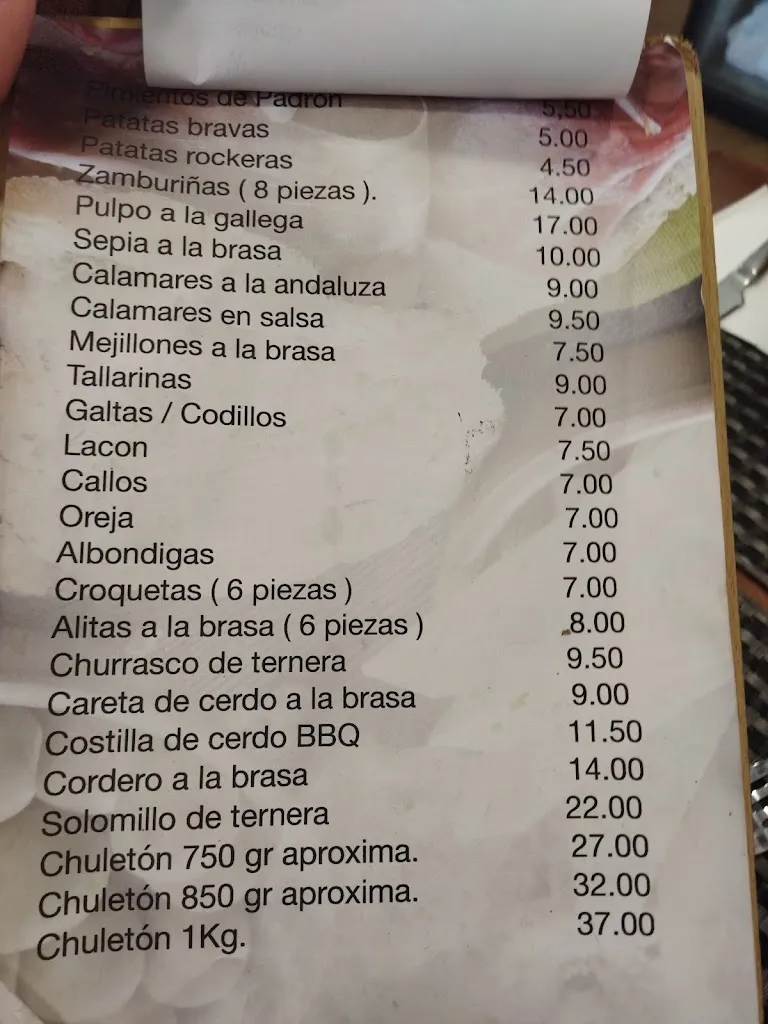 Pimientos de Padron 5,50
Patatas bravas 5.00
Patatas rockeras 4.50
Zamburiñas ( 8 piezas ). 14.00
Pulpo a la gallega 17.00
Sepia a la brasa 10.00
Calamares a la andaluza 9.00
Calamares en salsa 9.50
Mejillones a la brasa 7.50
Tallarinas 9.00
Galtas / Codillos 7.00
Lacon 7.50
Callos 7.00
Oreja 7.00
Albondigas 7.00
Croquetas ( 6 piezas ) 7.00
Alitas a la brasa ( 6 piezas ) 8.00
Churrasco de ternera 9.50
Careta de cerdo a la brasa 9.00
Costilla de cerdo BBQ 11.50
Cordero a la brasa 14.00
Solomillo de ternera 22.00
Chuletón 750 gr aproxima. 27.00
Chuletón 850 gr aproxima. 32.00
Chuletón 1Kg. 37.00